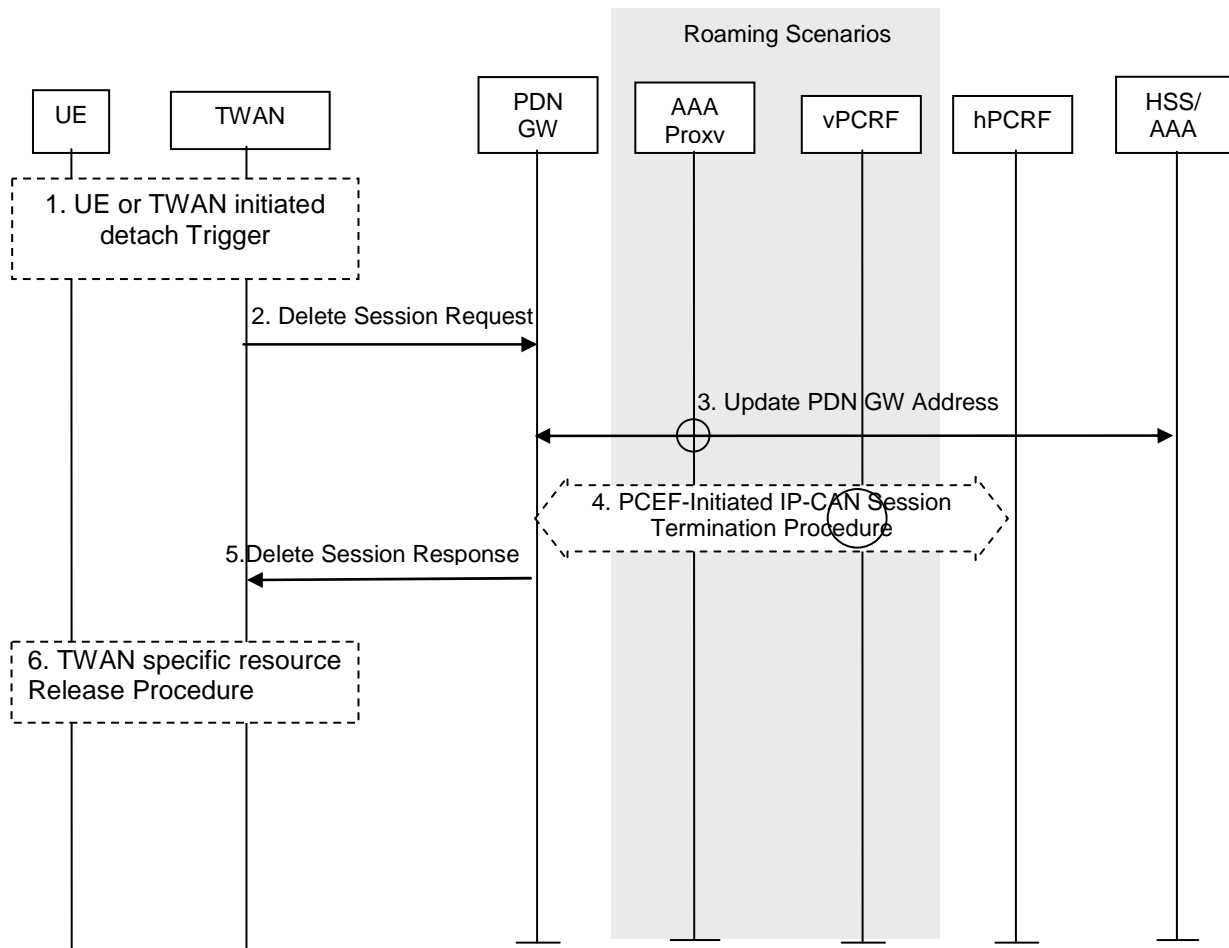 Roaming Scenarios
UE
TWAN
PDN
GW
AAA
Proxv
vPCRF
hPCRF
HSS/
AAA
1. UE or TWAN initiated
detach Trigger
2. Delete Session Request
3. Update PDN GW Address
4. PCEF-Initiated IP-CAN Session
Termination Procedure
5.Delete Session Response
6. TWAN specific resource
Release Procedure